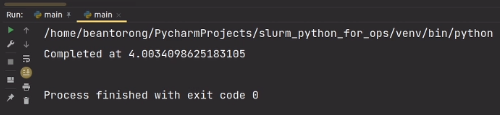 Run: main × main ×
/home/beantorong/PycharmProjects/slurm_python_for_ops/venv/bin/python
Completed at 4.0034098625183105
Process finished with exit code 0